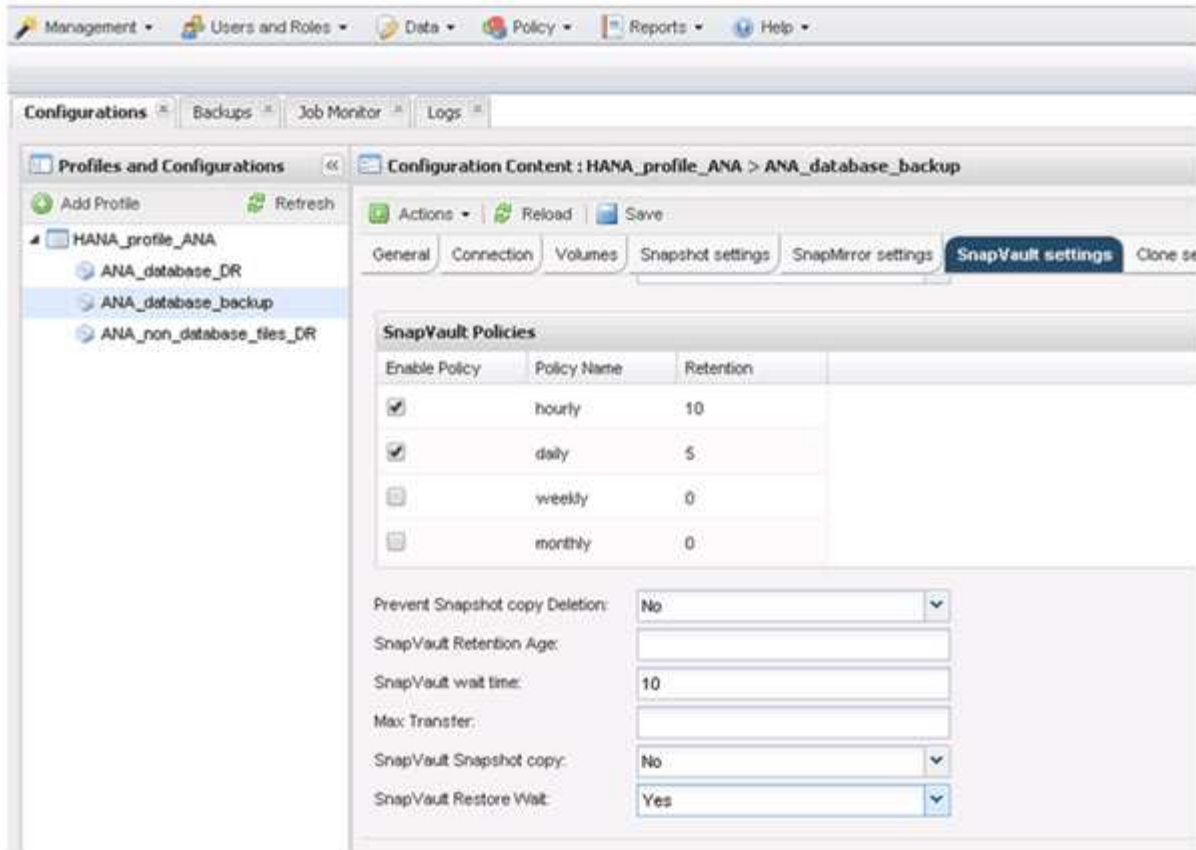 Management Users and Roles Data Policy Reports Help
Configurations Backups Job Monitor Logs
Profiles and Configurations
Add Profile Refresh
HANA_profile_ANA
ANA_database_DR
ANA_database_backup
ANA_non_database_files_DR
Configuration Content : HANA_profile_ANA > ANA_database_backup
Actions Reload Save
General Connection Volumes Snapshot settings SnapMirror settings SnapVault settings Clone se
SnapVault Policies
Enable Policy Policy Name Retention
hourly 10
daily 5
weekly 0
monthly 0
Prevent Snapshot copy Deletion: No
SnapVault Retention Age:
SnapVault wait time: 10
Max Transfer:
SnapVault Snapshot copy: No
SnapVault Restore Wait: Yes